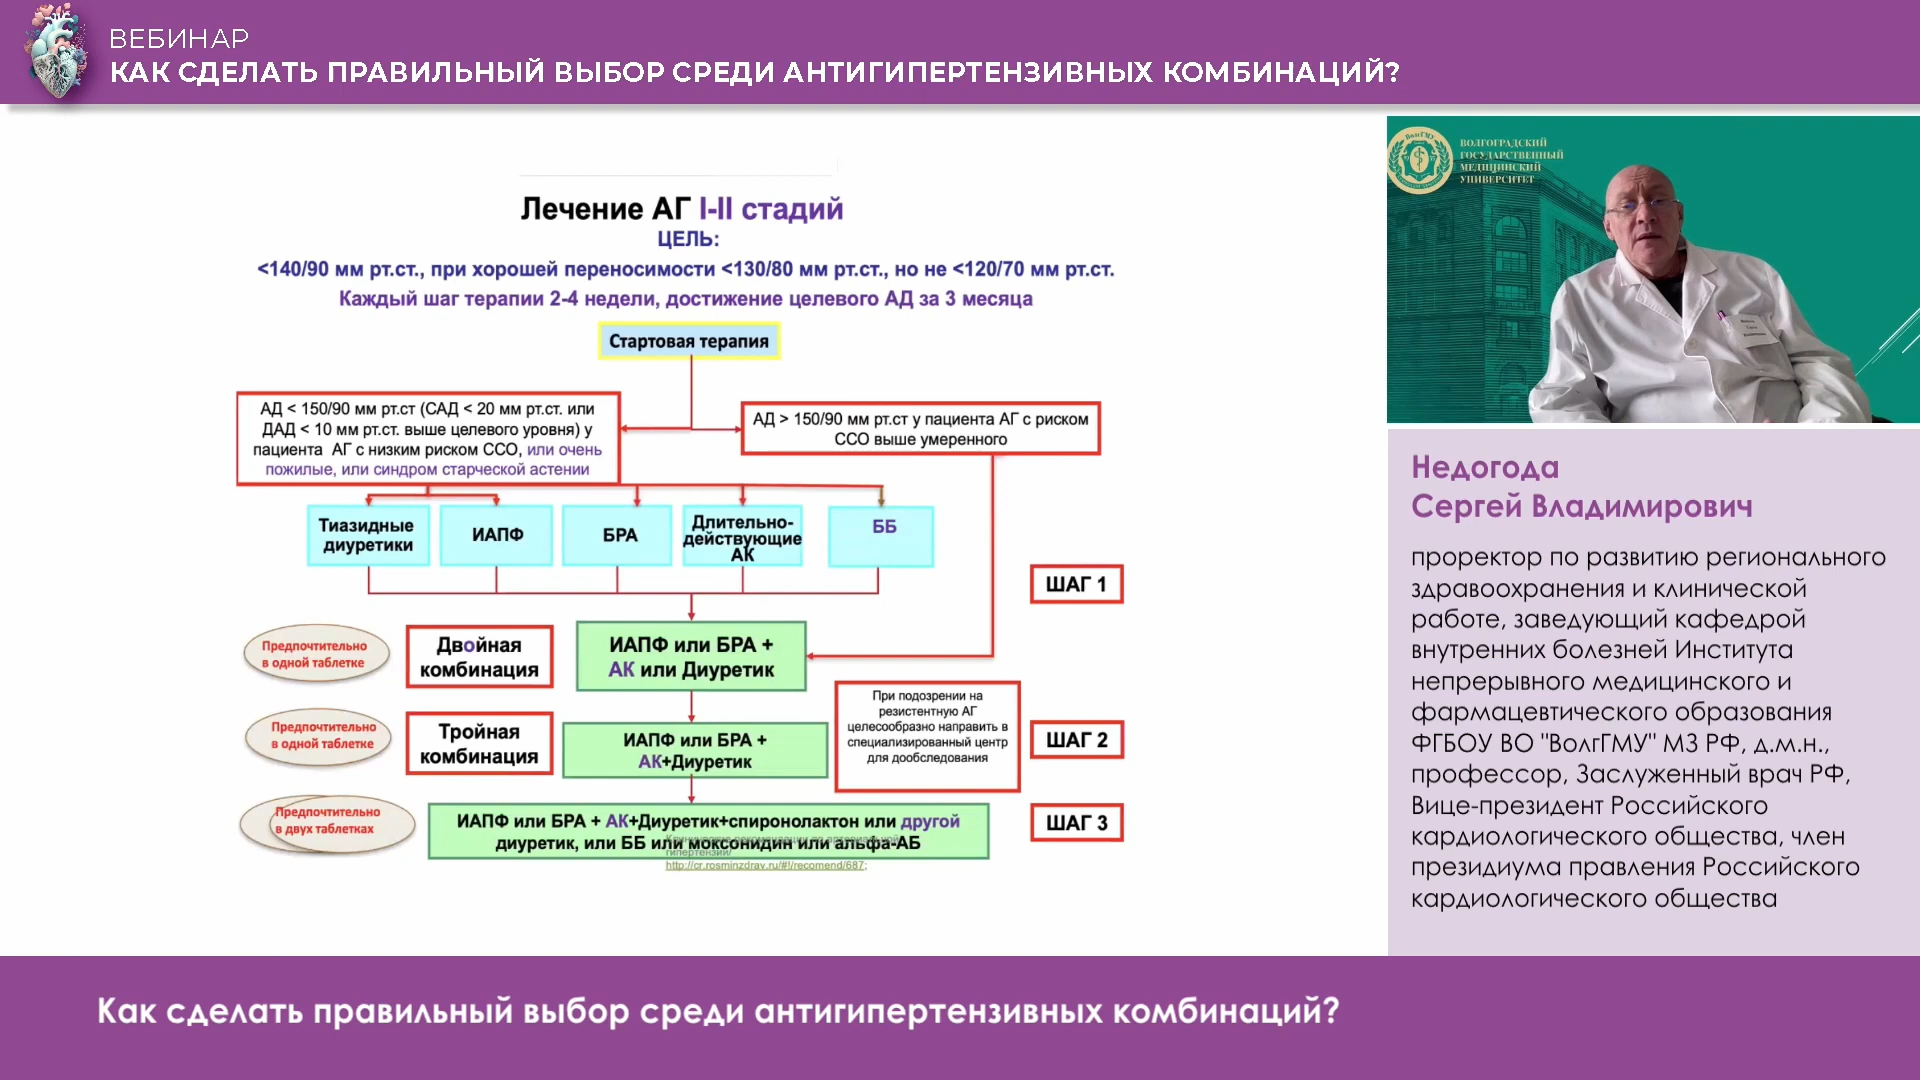 ВЕБИНАР
КАК СДЕЛАТЬ ПРАВИЛЬНЫЙ ВЫБОР СРЕДИ АНТИГИПЕРТЕНЗИВНЫХ КОМБИНАЦИЙ?
Лечение АГ I-II стадий
ЦЕЛЬ:
<140/90 мм рт.ст., при хорошей переносимости <130/80 мм рт.ст., но не <120/70 мм рт.ст.
Каждый шаг терапии 2-4 недели, достижение целевого АД за 3 месяца
Стартовая терапия
АД < 150/90 мм рт.ст (САД < 20 мм рт.ст. или
ДАД < 10 мм рт.ст. выше целевого уровня) у
пациента АГ с низким риском ССО, или очень
пожилые, или синдром старческой астении
АД > 150/90 мм рт.ст у пациента АГ с риском
ССО выше умеренного
Тиазидные
диуретики
ИАПФ
БРА
Длительно-
действующие
АК
ББ
ШАГ 1
Предпочтительно
в одной таблетке
Двойная
комбинация
ИАПФ или БРА +
АК или Диуретик
Предпочтительно
в одной таблетке
Тройная
комбинация
ИАПФ или БРА +
АК+Диуретик
При подозрении на
резистентную АГ
целесообразно направить в
специализированный центр
для дообследования
ШАГ 2
Предпочтительно
в двух таблетках
ИАПФ или БРА + АК+Диуретик+спиронолактон или другой
диуретик, или ББ или моксонидин или альфа-АБ
гипертензии/
http://cr.rosminzdrav.ru/#!/recomend/687;
ШАГ 3
ВолгГМУ
ВОЛГОГРАДСКИЙ
ГОСУДАРСТВЕННЫЙ
МЕДИЦИНСКИЙ
УНИВЕРСИТЕТ
Недогода
Сергей Владимирович
проректор по развитию регионального
здравоохранения и клинической
работе, заведующий кафедрой
внутренних болезней Института
непрерывного медицинского и
фармацевтического образования
ФГБОУ ВО "ВолгГМУ" МЗ РФ, д.м.н.,
профессор, Заслуженный врач РФ,
Вице-президент Российского
кардиологического общества, член
президиума правления Российского
кардиологического общества
Как сделать правильный выбор среди антигипертензивных комбинаций?